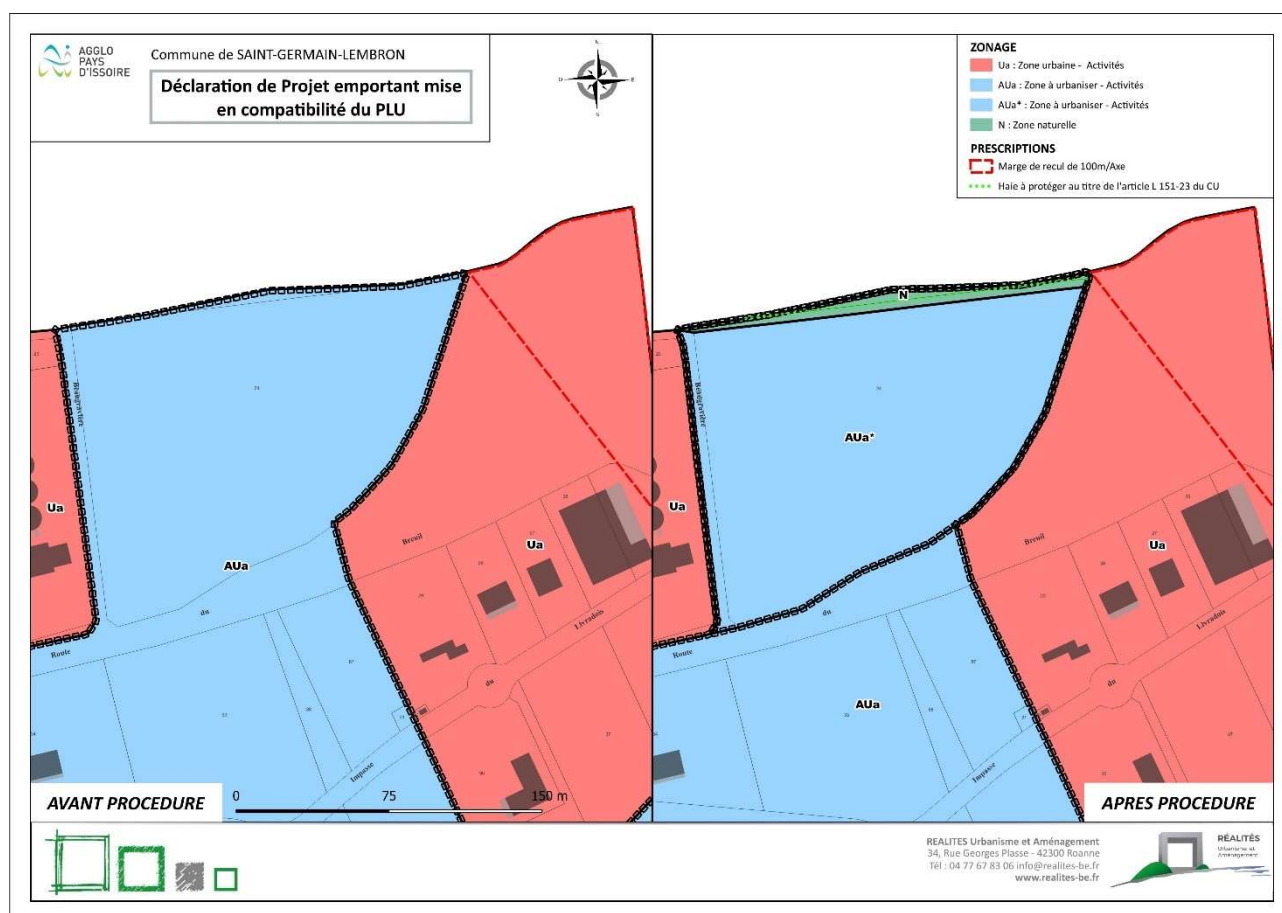 AGGLO
PAYS
D'ISSOIRE
Commune de SAINT-GERMAIN-LEMBRON
Déclaration de Projet emportant mise
en compatibilité du PLU
ZONAGE
Ua : Zone urbaine - Activités
AUa : Zone à urbaniser - Activités
AUa* : Zone à urbaniser - Activités
N : Zone naturelle
PRESCRIPTIONS
Marge de recul de 100m/Axe
Haie à protéger au titre de l'article L 151-23 du CU
Ua
AUa
Ua
Breuil
du
Route
Livradois
du
Impasse
AVANT PROCEDURE
0 75 150 m
N
AUa*
Ua
Ua
AUa
Breuil
du
Route
Livradois
du
Impasse
APRES PROCEDURE
REALITES Urbanisme et Aménagement
34, Rue Georges Plasse - 42300 Roanne
Tél : 04 77 67 83 06 info@realites-be.fr
www.realites-be.fr
RÉALITÉS
Urbanisme et
Aménagement